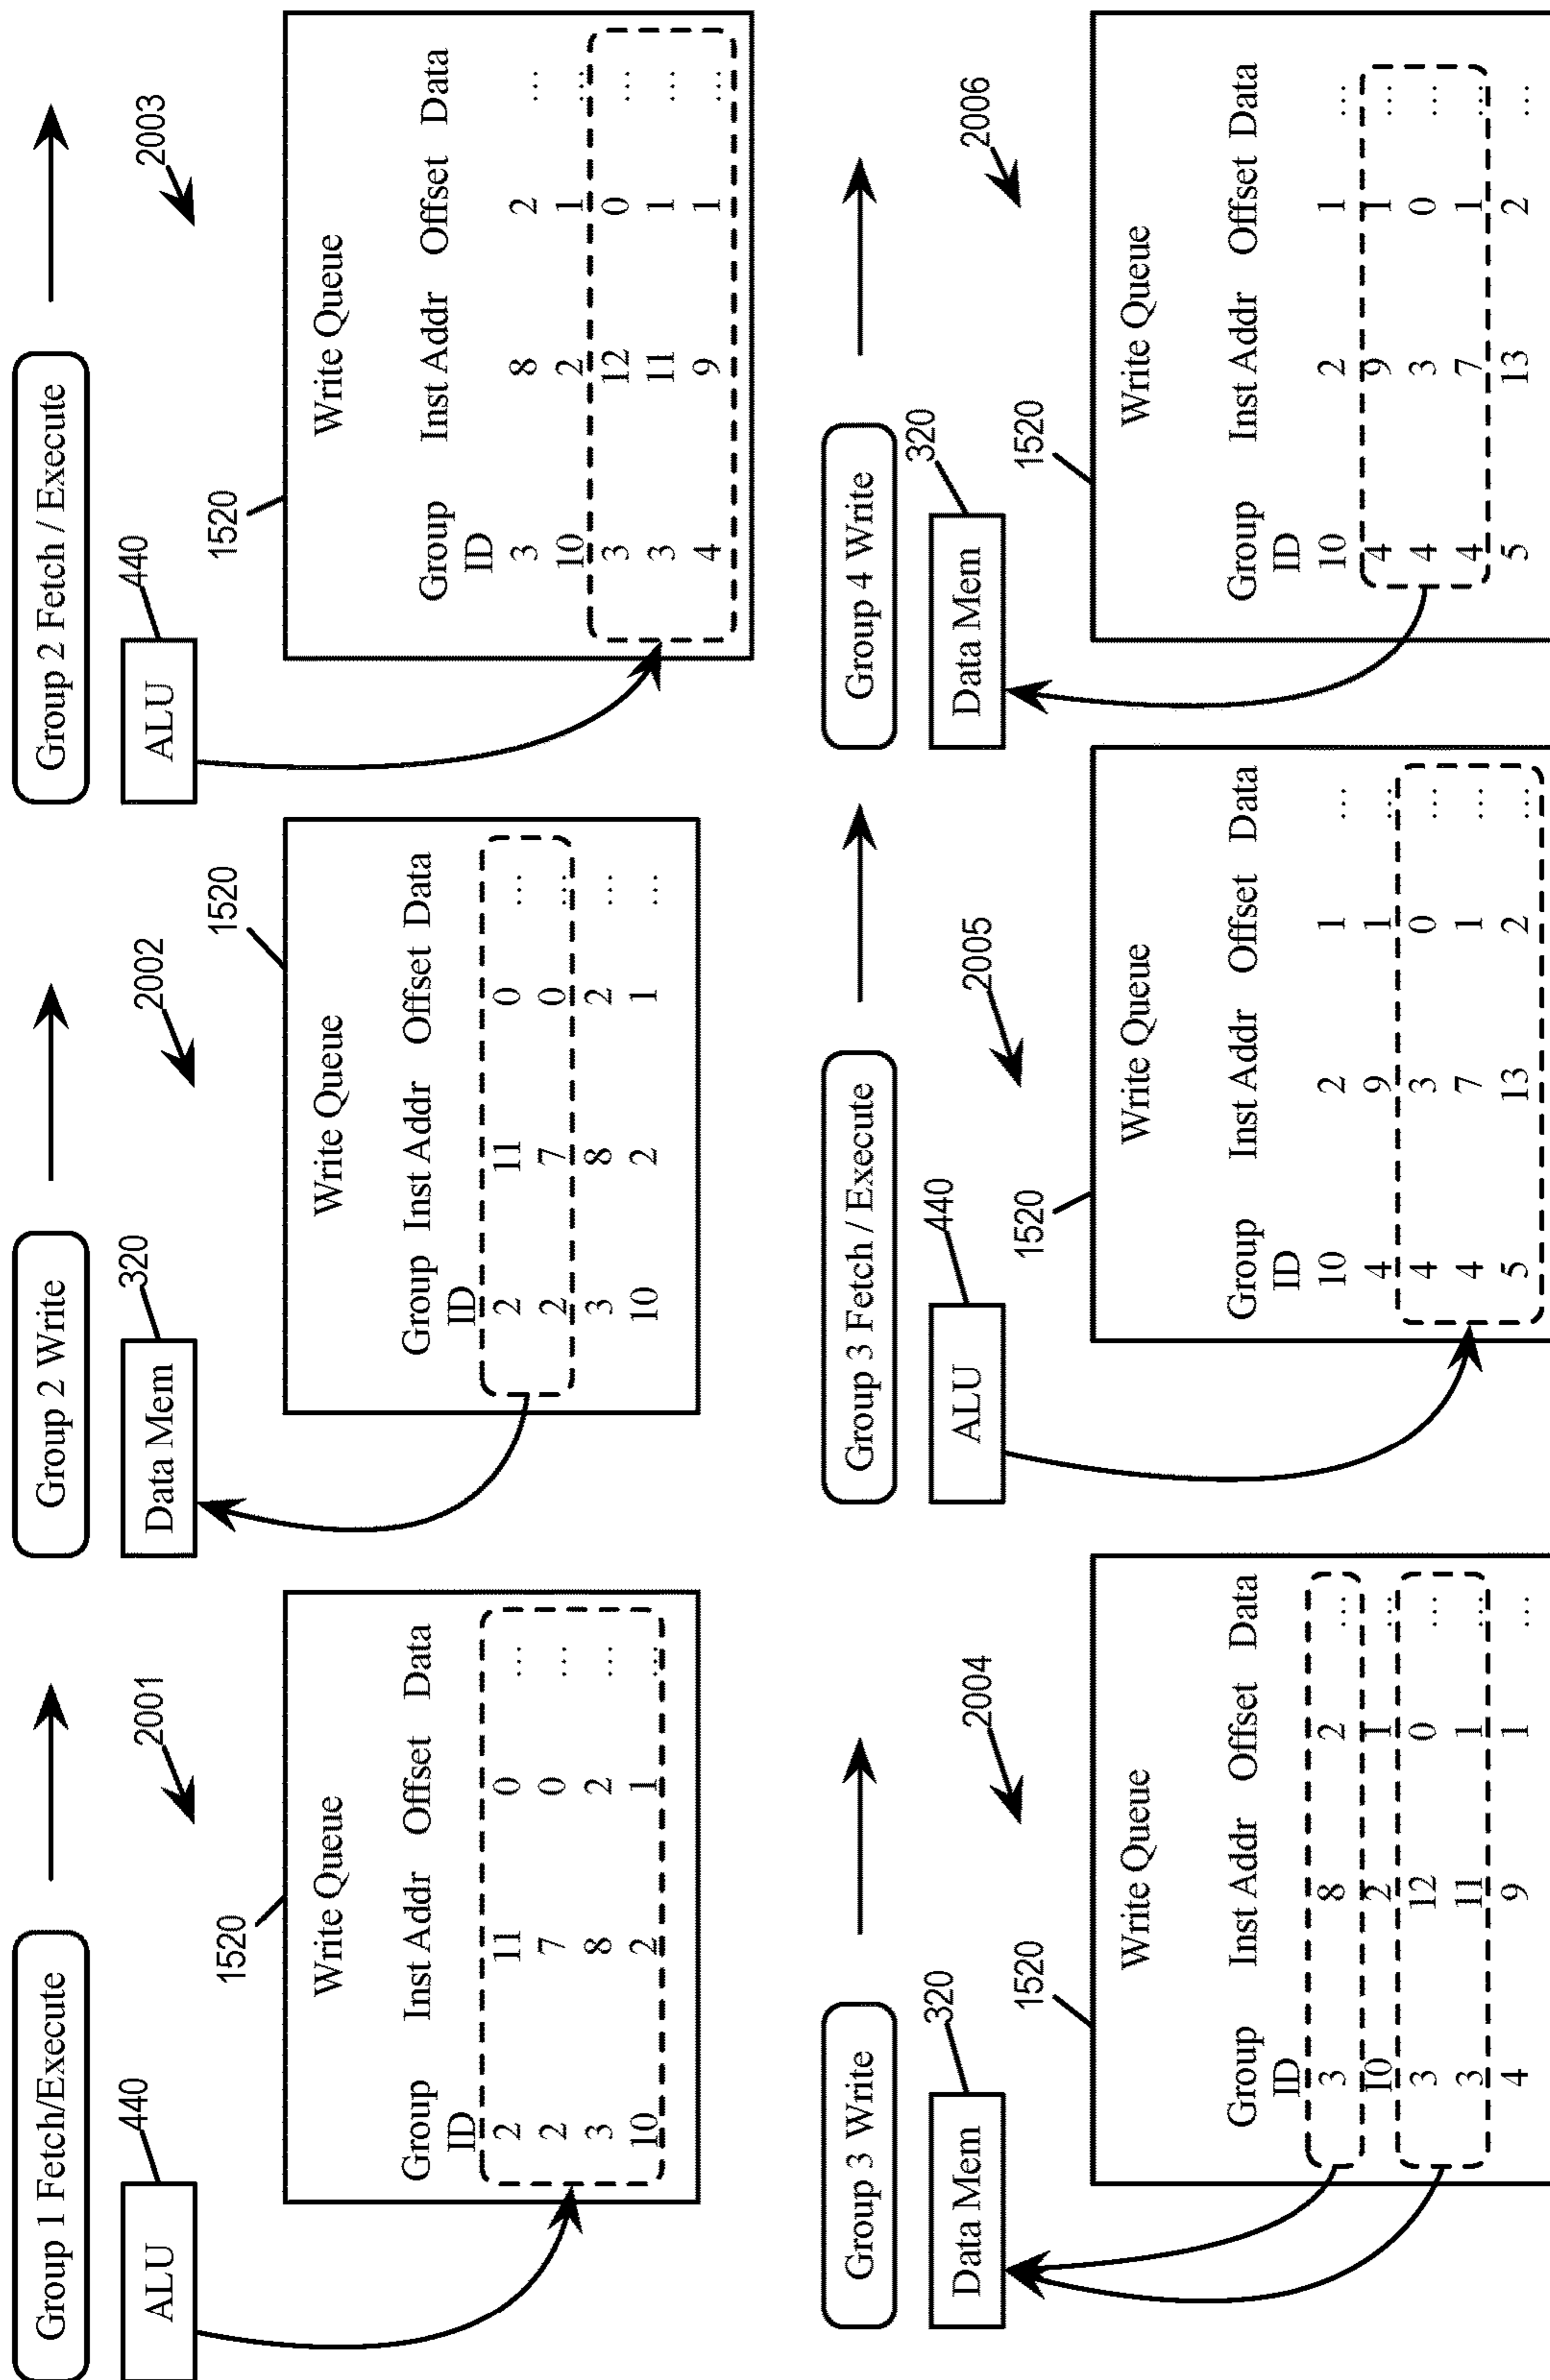 Group 1 Fetch/Execute
ALU
440
2001
1520
Write Queue
Group ID Inst Addr Offset Data
2 11 0 ...
2 7 0 ...
3 8 2 ...
10 2 1 ...
Group 2 Write
Data Mem
320
2002
1520
Write Queue
Group ID Inst Addr Offset Data
2 11 0 ...
2 7 0 ...
3 8 2 ...
10 2 1 ...
Group 2 Fetch / Execute
ALU
440
2003
1520
Write Queue
Group ID Inst Addr Offset Data
3 8 2 ...
10 2 1 ...
3 12 0 ...
3 11 1 ...
4 9 1 ...
Group 3 Write
Data Mem
320
2004
1520
Write Queue
Group ID Inst Addr Offset Data
3 8 2 ...
10 2 1 ...
3 12 0 ...
3 11 1 ...
4 9 1 ...
Group 3 Fetch / Execute
ALU
440
2005
1520
Write Queue
Group ID Inst Addr Offset Data
10 2 1 ...
4 9 1 ...
4 3 0 ...
4 7 1 ...
5 13 2 ...
Group 4 Write
Data Mem
320
2006
1520
Write Queue
Group ID Inst Addr Offset Data
10 2 1 ...
4 9 1 ...
4 3 0 ...
4 7 1 ...
5 13 2 ...